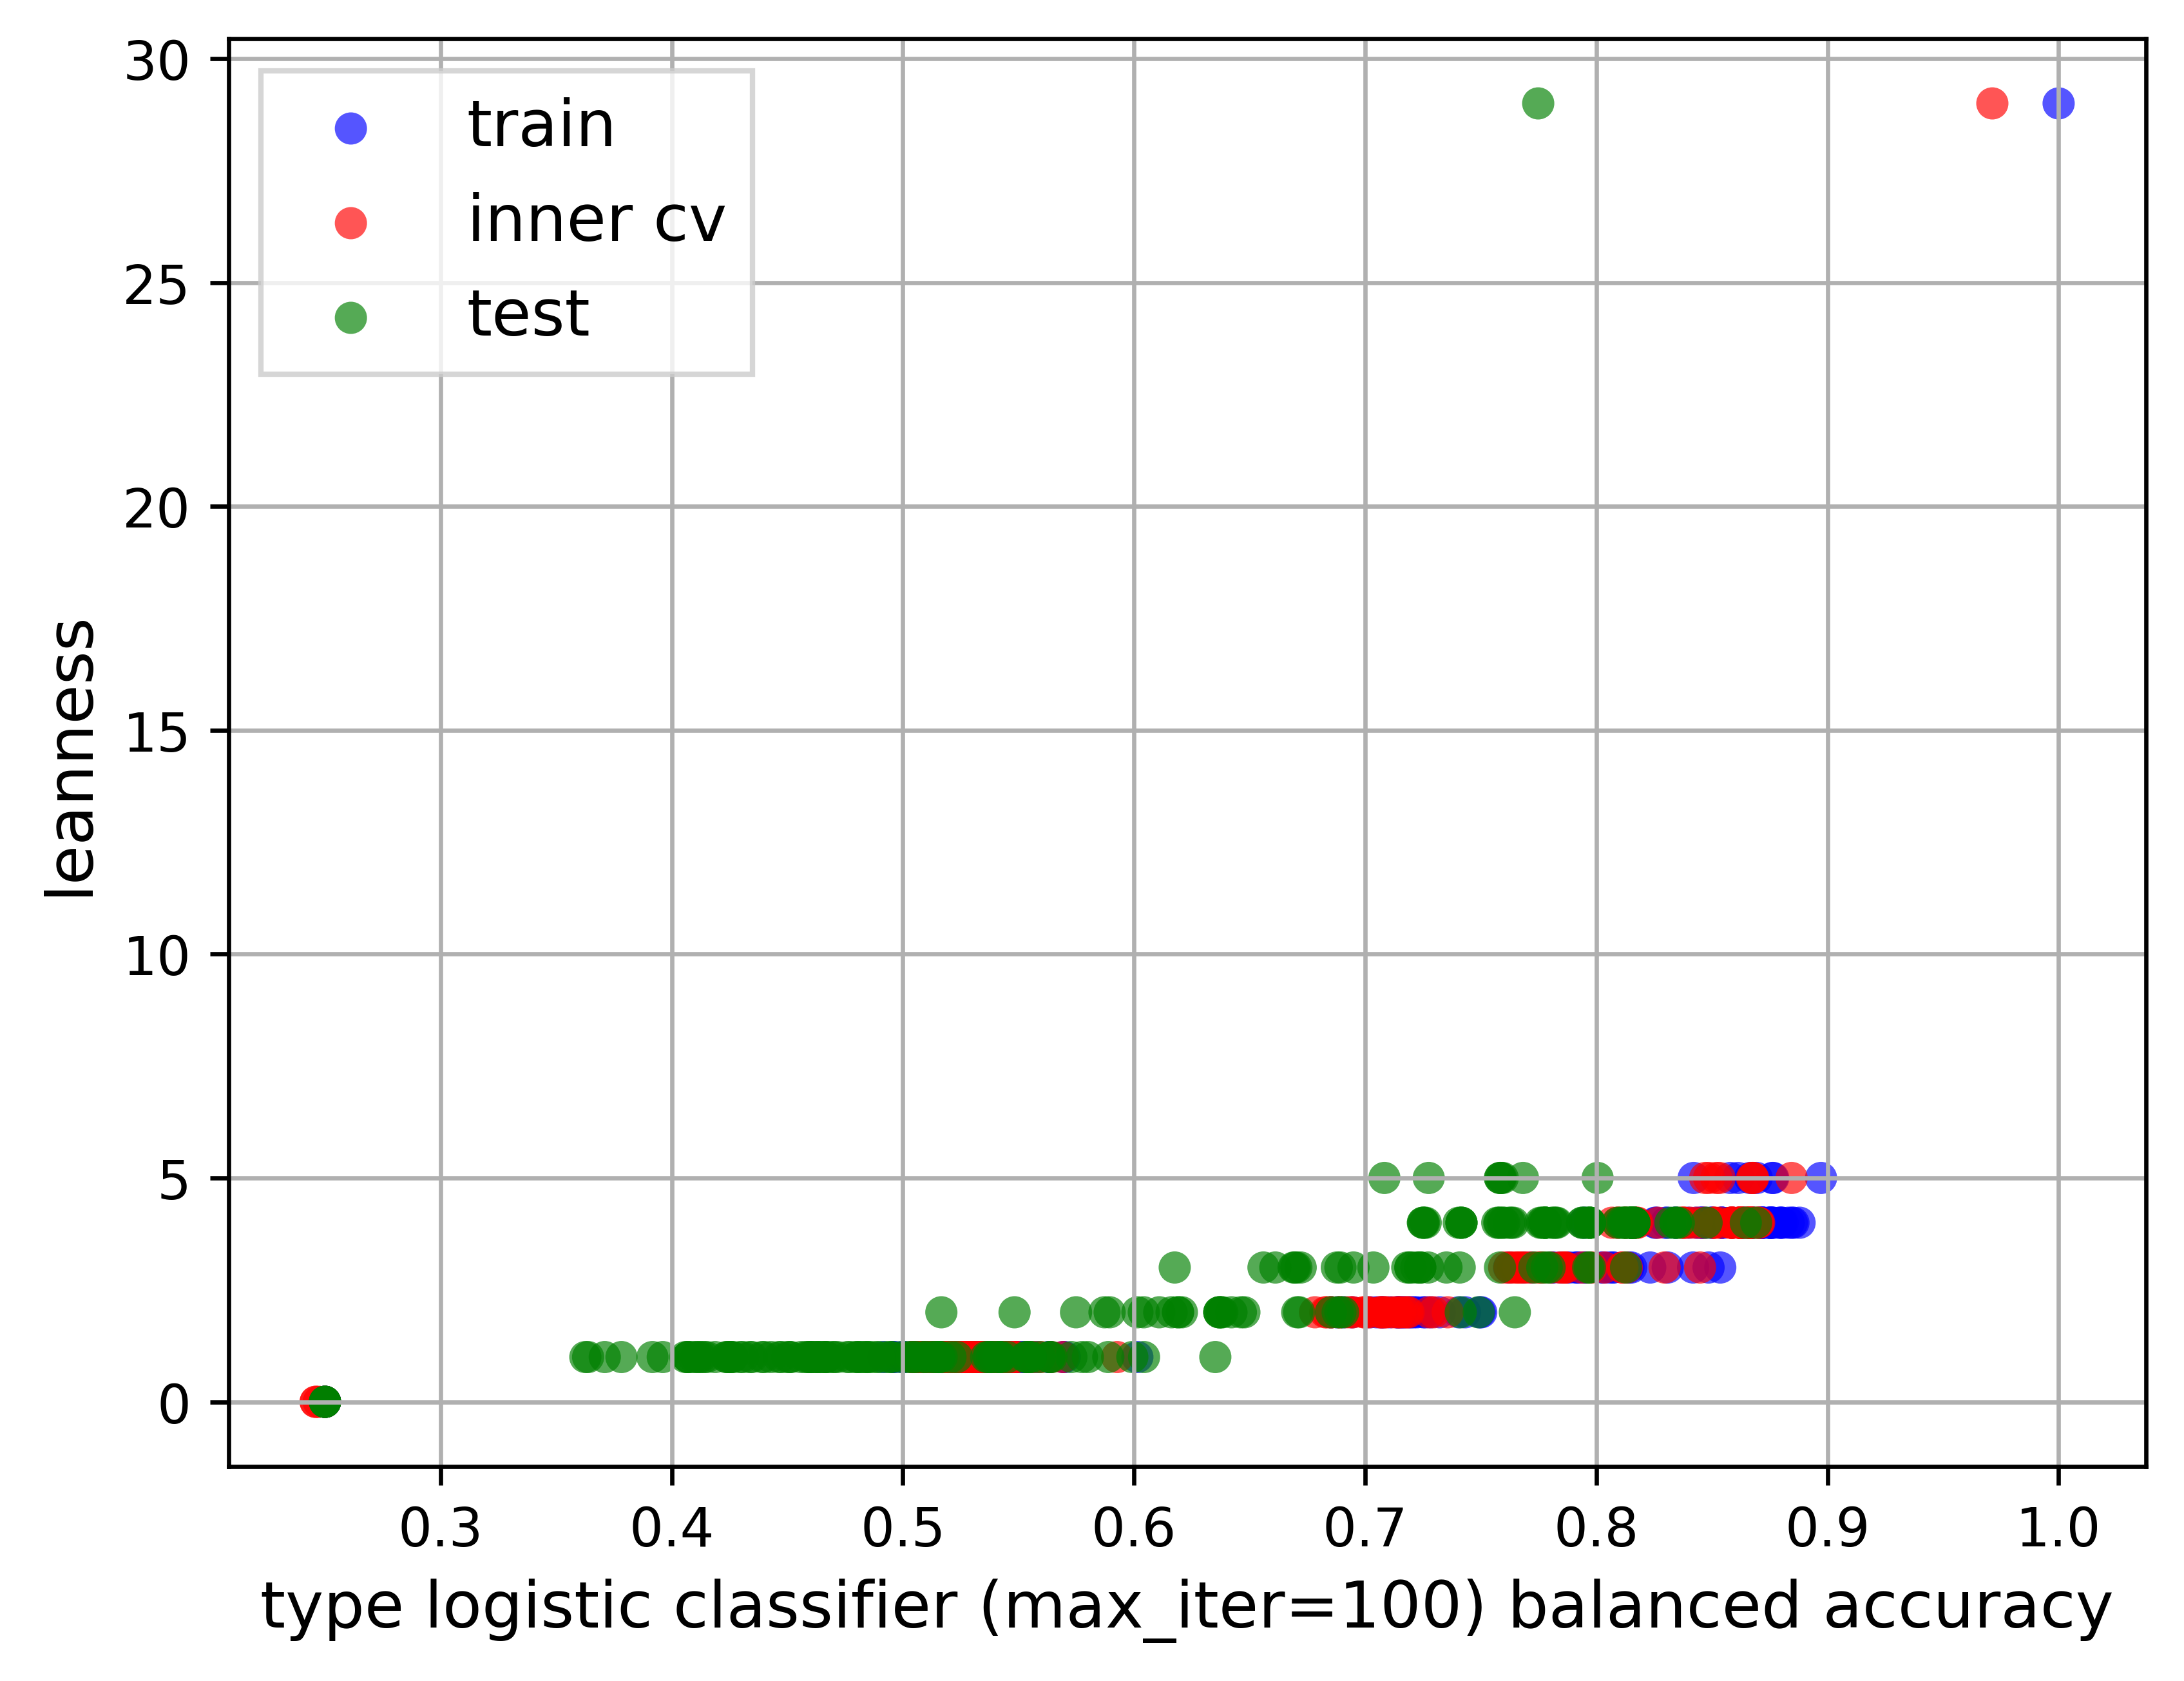 30
25
20
15
10
5
0
leanness
train
inner cv
test
0.3 0.4 0.5 0.6 0.7 0.8 0.9 1.0
type logistic classifier (max_iter=100) balanced accuracy